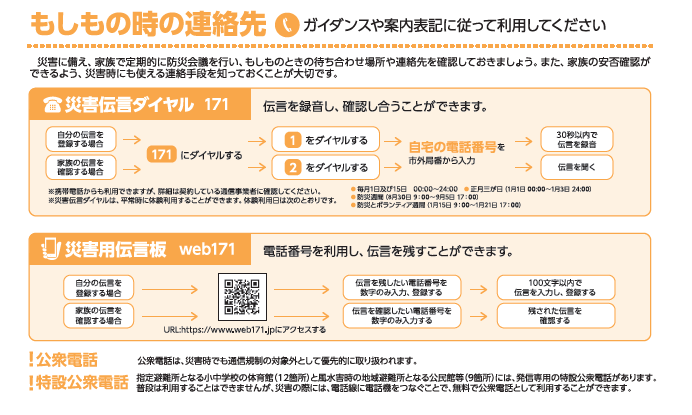 もしもの時の連絡先 ガイダンスや案内表記に従って利用してください
災害に備え、家族で定期的に防災会議を行い、もしものときの待ち合わせ場所や連絡先を確認しておきましょう。また、家族の安否確認が
できるよう、災害時にも使える連絡手段を知っておくことが大切です。
災害伝言ダイヤル 171 伝言を録音し、確認し合うことができます。
自分の伝言を
登録する場合
家族の伝言を
確認する場合
171 にダイヤルする
1 をダイヤルする
2 をダイヤルする
自宅の電話番号を
市外局番から入力
30秒以内で
伝言を録音
伝言を聞く
※携帯電話からも利用できますが、詳細は契約している通信事業者に確認してください。
※災害伝言ダイヤルは、平常時に体験利用することができます。体験利用日は次のとおりです。
●毎月1日及び15日 00:00～24:00 ●正月三が日(1月1日 00:00～1月3日 24:00)
●防災週間(8月30日 9:00～9月5日 17:00)
●防災とボランティア週間(1月15日 9:00～1月21日 17:00)
災害用伝言板 web171 電話番号を利用し、伝言を残すことができます。
自分の伝言を
登録する場合
家族の伝言を
確認する場合
URL:https://www.web171.jpにアクセスする
伝言を残したい電話番号を
数字のみ入力、登録する
伝言を確認したい電話番号を
数字のみ入力する
100文字以内で
伝言を入力し、登録する
残された伝言を
確認する
!公衆電話 公衆電話は、災害時でも通信規制の対象外として優先的に取り扱われます。
!特設公衆電話 指定避難所となる小中学校の体育館(12箇所)と風水害時の地域避難所となる公民館等(9箇所)には、発信専用の特設公衆電話があります。
普段は利用することはできませんが、災害の際には、電話線に電話機をつなぐことで、無料で公衆電話として利用することができます。